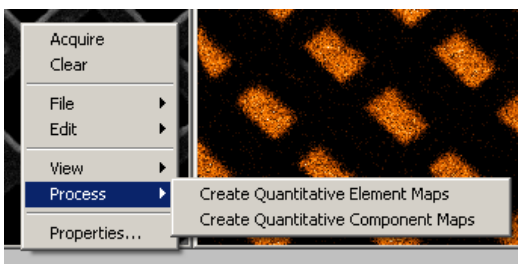 Acquire
Clear
File
Edit
View
Process
Create Quantitative Element Maps
Create Quantitative Component Maps
Properties...